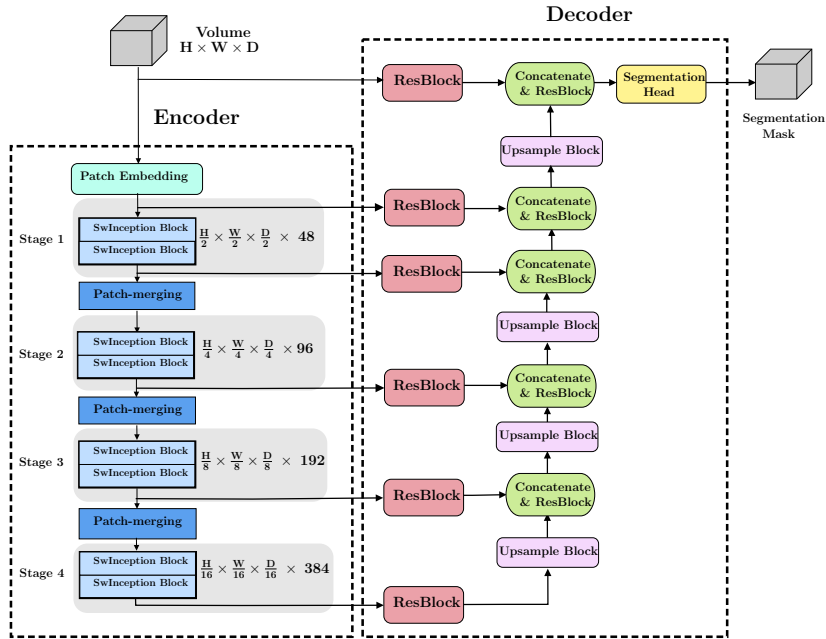 Decoder
Volume
H × W × D
ResBlock
Concatenate
& ResBlock
Segmentation
Head
Segmentation
Mask
Encoder
Upsample Block
Patch Embedding
ResBlock
Concatenate
& ResBlock
Stage 1
SwInception Block
SwInception Block
H/2 × W/2 × D/2 × 48
ResBlock
Concatenate
& ResBlock
Patch-merging
Upsample Block
Stage 2
SwInception Block
SwInception Block
H/4 × W/4 × D/4 × 96
ResBlock
Concatenate
& ResBlock
Patch-merging
Upsample Block
Stage 3
SwInception Block
SwInception Block
H/8 × W/8 × D/8 × 192
ResBlock
Concatenate
& ResBlock
Patch-merging
Upsample Block
Stage 4
SwInception Block
SwInception Block
H/16 × W/16 × D/16 × 384
ResBlock